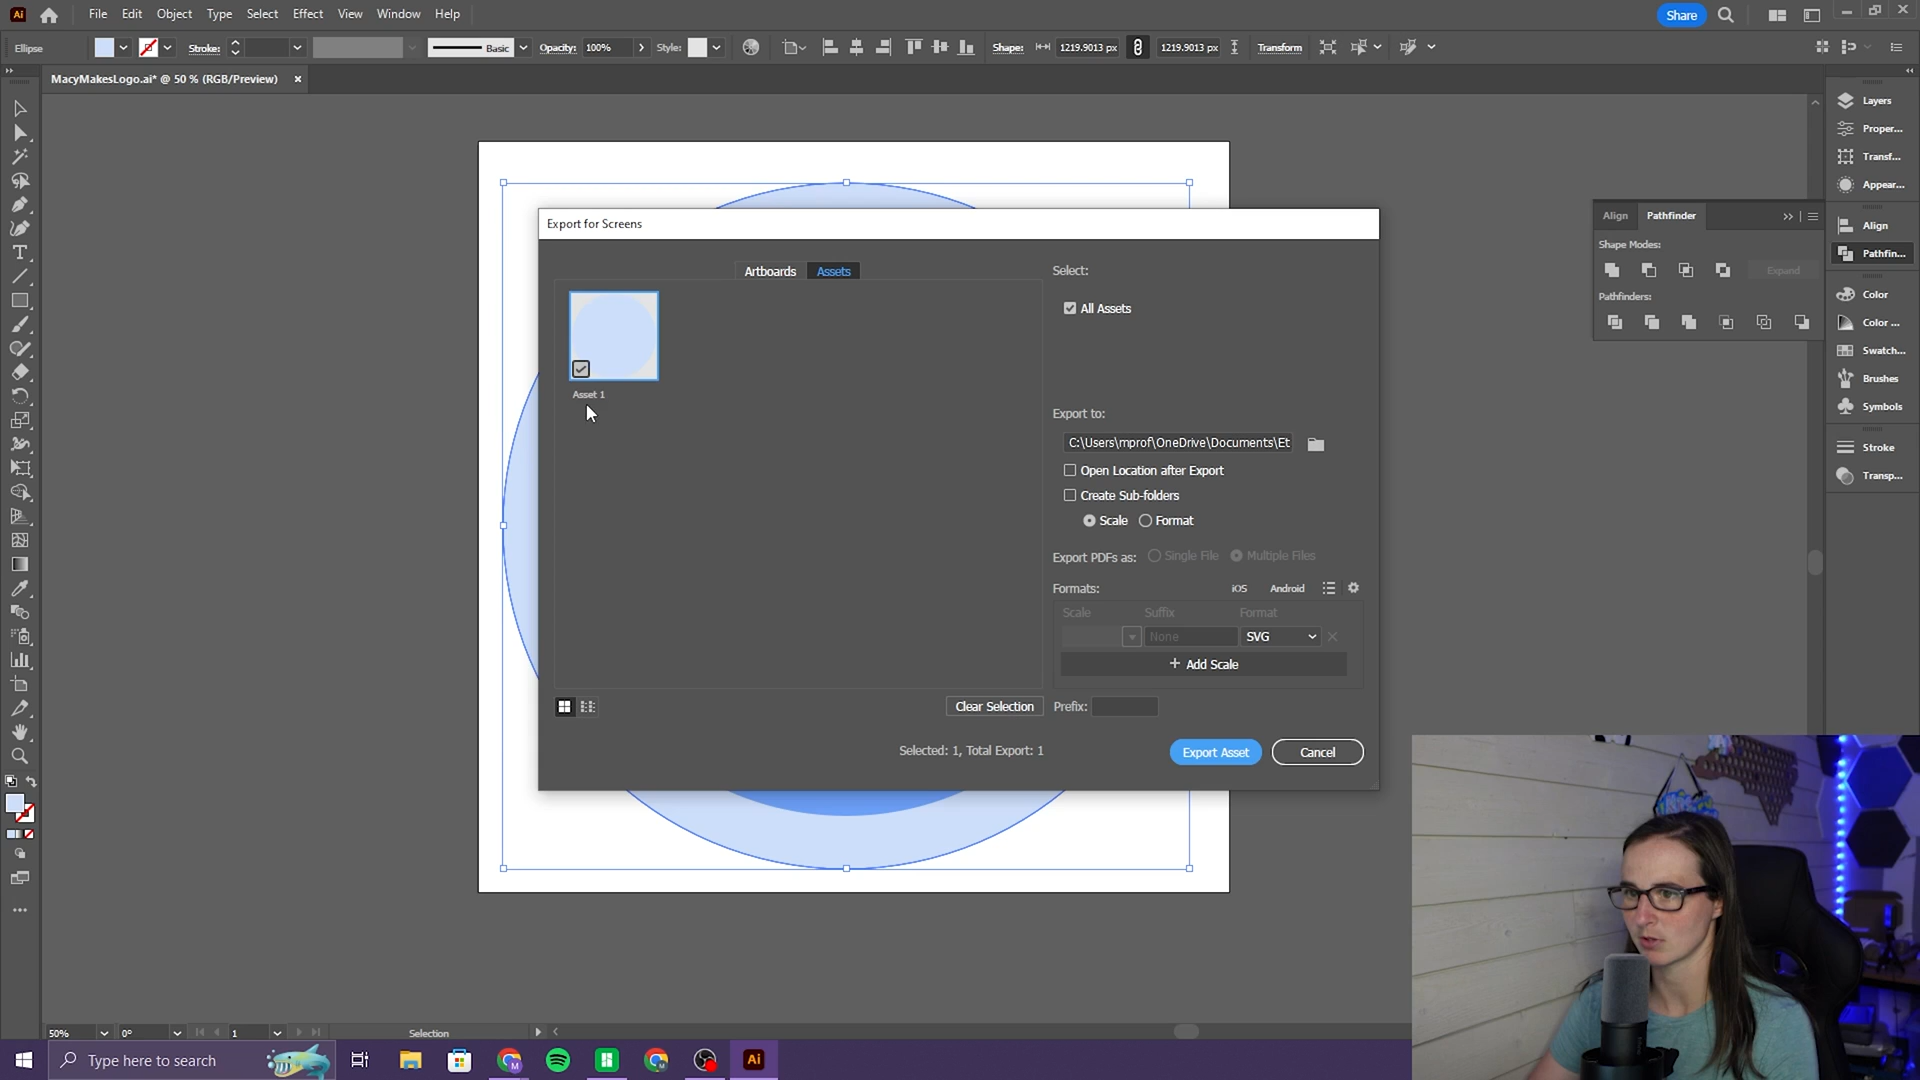 Ai File Edit Object Type Select Effect View Window Help Share
Ellipse Stroke: Basic Opacity: 100% Style: Shape: 1219.9013 px 1219.9013 px Transform
MacyMakesLogo.ai* @ 50 % (RGB/Preview)
Layers
Proper...
Transf...
Appear...
Align
Pathfin...
Color
Color ...
Swatch...
Brushes
Symbols
Stroke
Transp...
Align Pathfinder
Shape Modes:
Expand
Pathfinders:
Export for Screens
Artboards Assets
Asset 1
Select:
All Assets
Export to:
C:\Users\mprof\OneDrive\Documents\Et
Open Location after Export
Create Sub-folders
Scale Format
Export PDFs as: Single File Multiple Files
Formats: iOS Android
Scale Suffix Format
None SVG
+ Add Scale
Clear Selection Prefix:
Selected: 1, Total Export: 1 Export Asset Cancel
50% 0° 1 Selection
Type here to search Ai